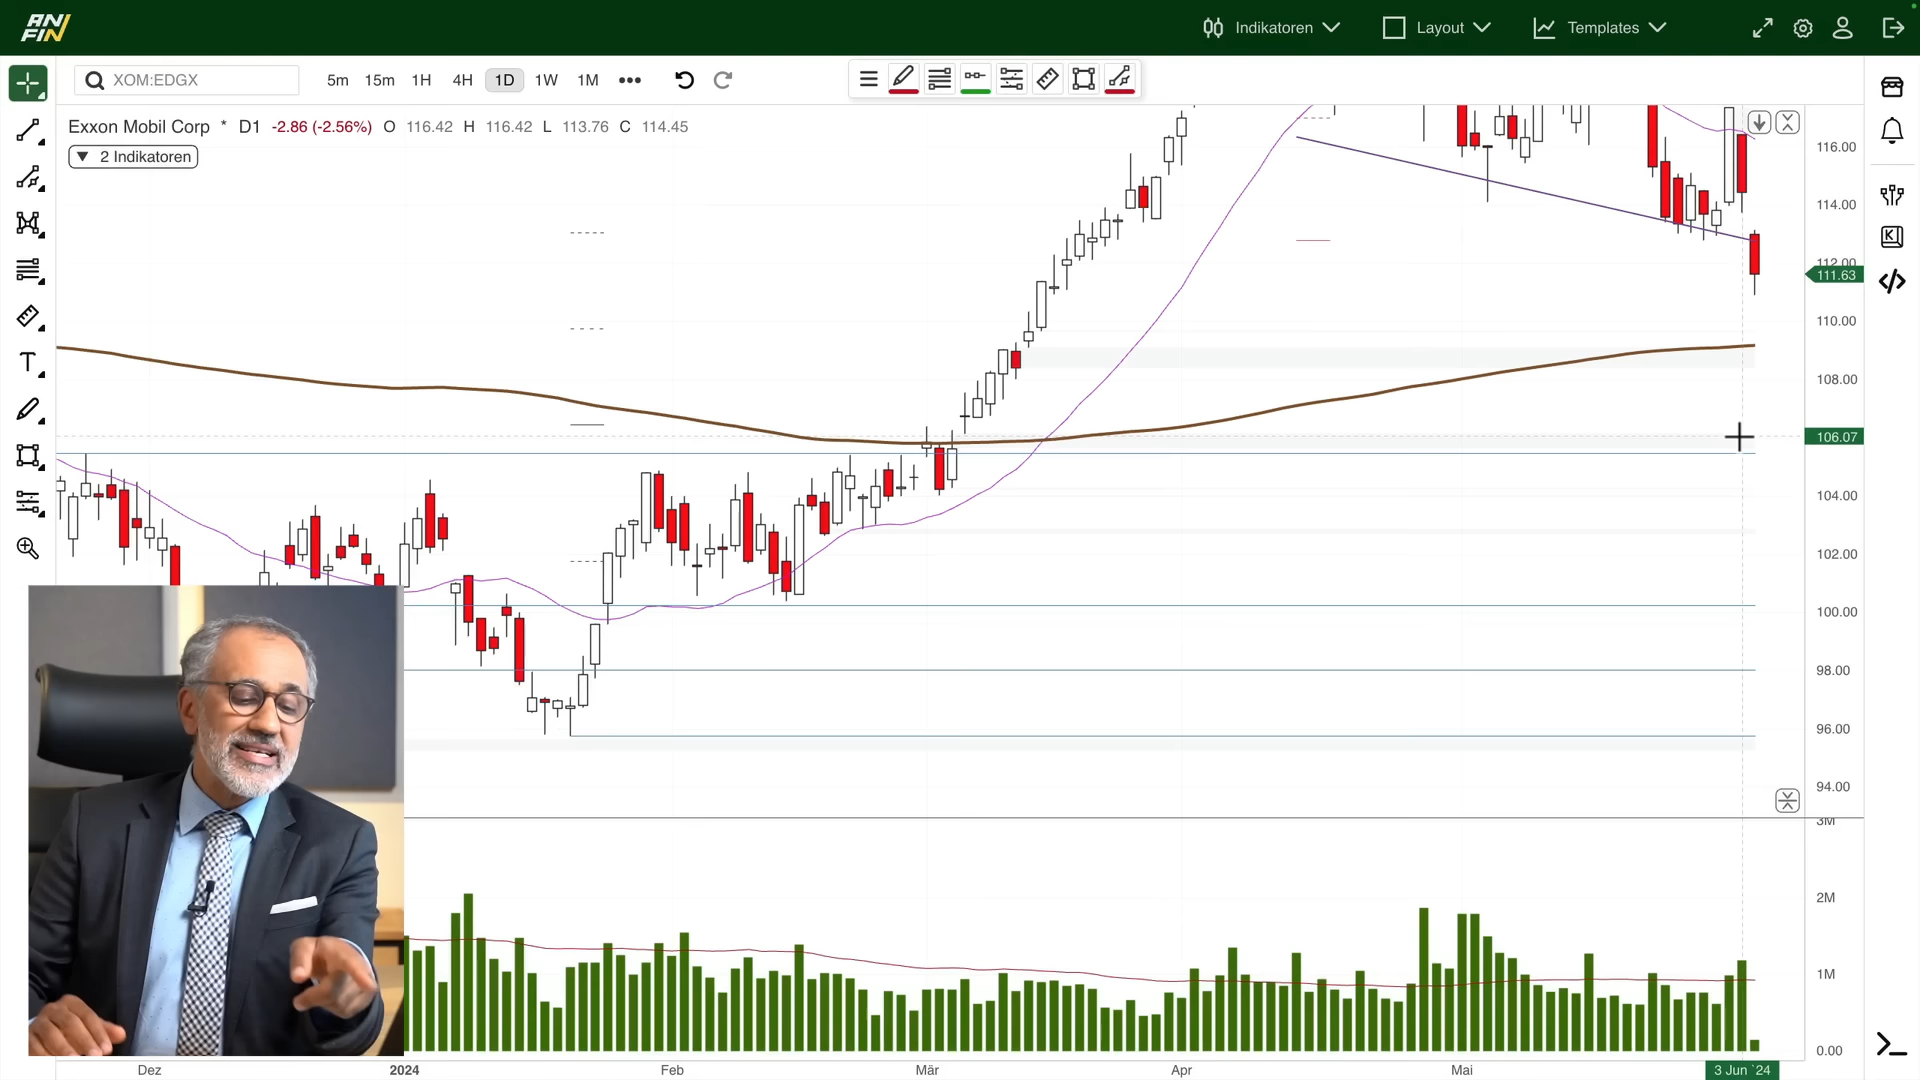 ANFIN
Indikatoren
Layout
Templates
XOM:EDGX
5m 15m 1H 4H 1D 1W 1M •••
Exxon Mobil Corp * D1 -2.86 (-2.56%) O 116.42 H 116.42 L 113.76 C 114.45
▼ 2 Indikatoren
116.00
114.00
112.00
111.63
110.00
108.00
106.07
104.00
102.00
100.00
98.00
96.00
94.00
3M
2M
1M
0.00
Dez 2024 Feb Mär Apr Mai 3 Jun `24
T
K